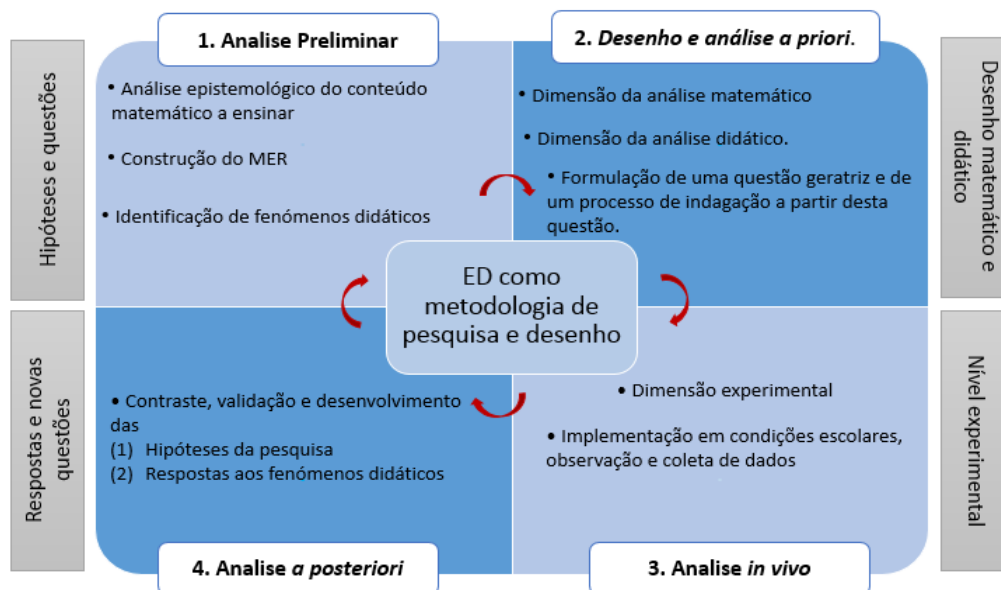 1. Analise Preliminar
Hipóteses e questões
• Análise epistemológico do conteúdo
matemático a ensinar
• Construção do MER
• Identificação de fenómenos didáticos
2. Desenho e análise a priori.
• Dimensão da análise matemático
• Dimensão da análise didático.
• Formulação de uma questão geratriz e de
um processo de indagação a partir desta
questão.
Desenho matemático e
didático
ED como
metodologia de
pesquisa e desenho
Respostas e novas
questões
• Contraste, validação e desenvolvimento
das
(1) Hipóteses da pesquisa
(2) Respostas aos fenómenos didáticos
4. Analise a posteriori
• Dimensão experimental
• Implementação em condições escolares,
observação e coleta de dados
3. Analise in vivo
Nível experimental